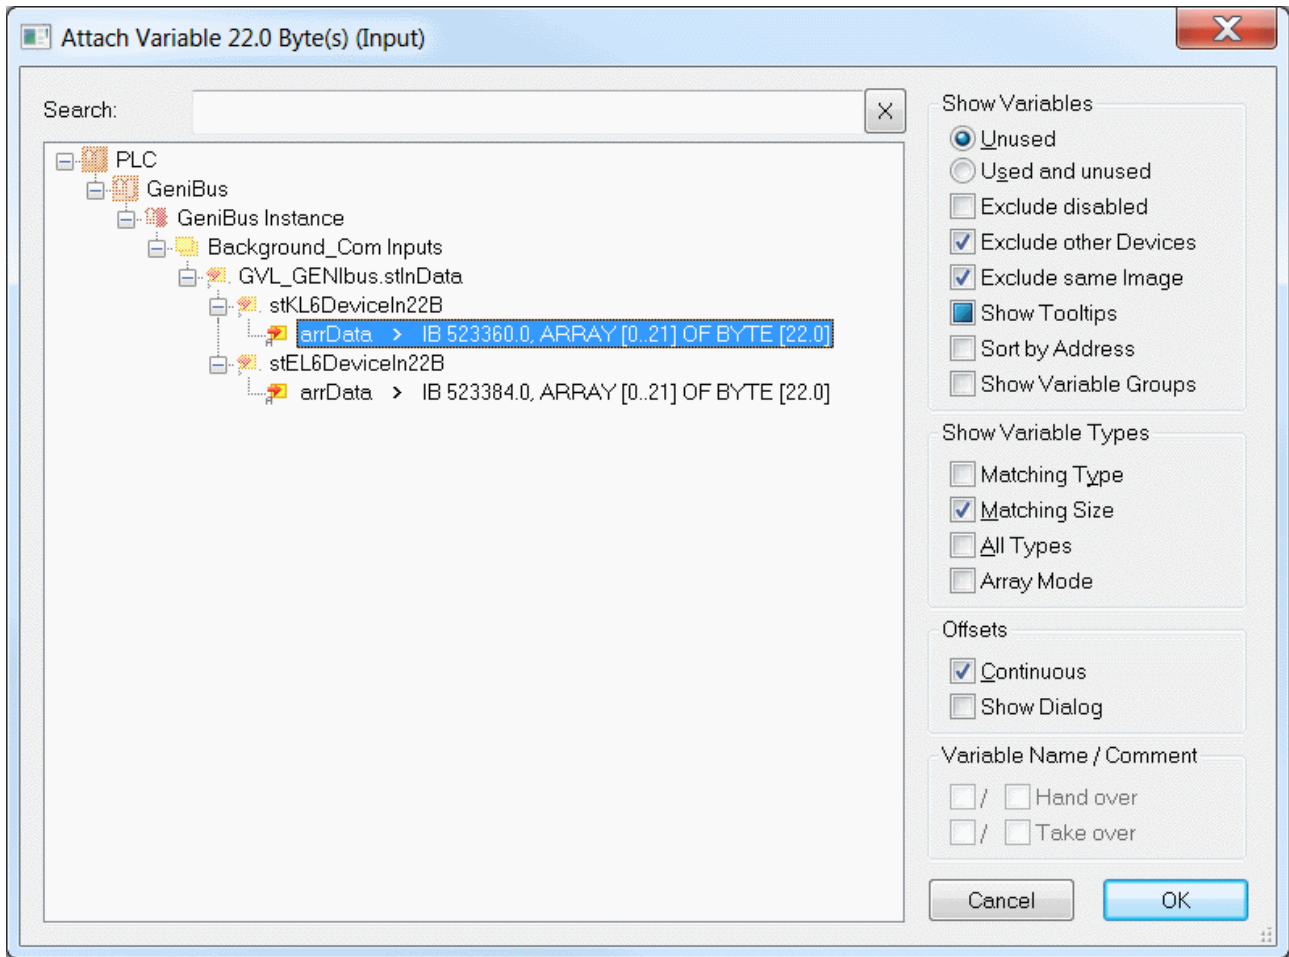 Attach Variable 22.0 Byte(s) (Input)
Search:
PLC
GeniBus
GeniBus Instance
Background_Com Inputs
GVL_GENIbus.stInData
stKL6DeviceIn22B
arrData > IB 523360.0, ARRAY [0..21] OF BYTE [22.0]
stEL6DeviceIn22B
arrData > IB 523384.0, ARRAY [0..21] OF BYTE [22.0]
Show Variables
Unused
Used and unused
Exclude disabled
Exclude other Devices
Exclude same Image
Show Tooltips
Sort by Address
Show Variable Groups
Show Variable Types
Matching Type
Matching Size
All Types
Array Mode
Offsets
Continuous
Show Dialog
Variable Name / Comment
/ Hand over
/ Take over
Cancel
OK